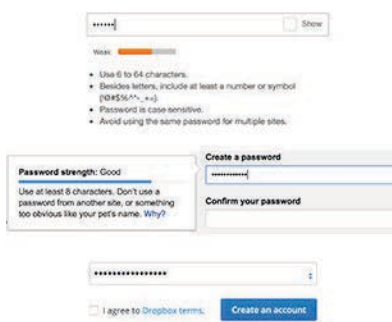 ••••••
Show
Weak
• Use 6 to 64 characters.
• Besides letters, include at least a number or symbol
• Password is case sensitive.
• Avoid using the same password for multiple sites.
Password strength: Good
Use at least 8 characters. Don't use a
password from another site, or something
too obvious like your pet's name. Why?
Create a password
••••••••••••
Confirm your password
••••••••••••••••
I agree to Dropbox terms.
Create an account